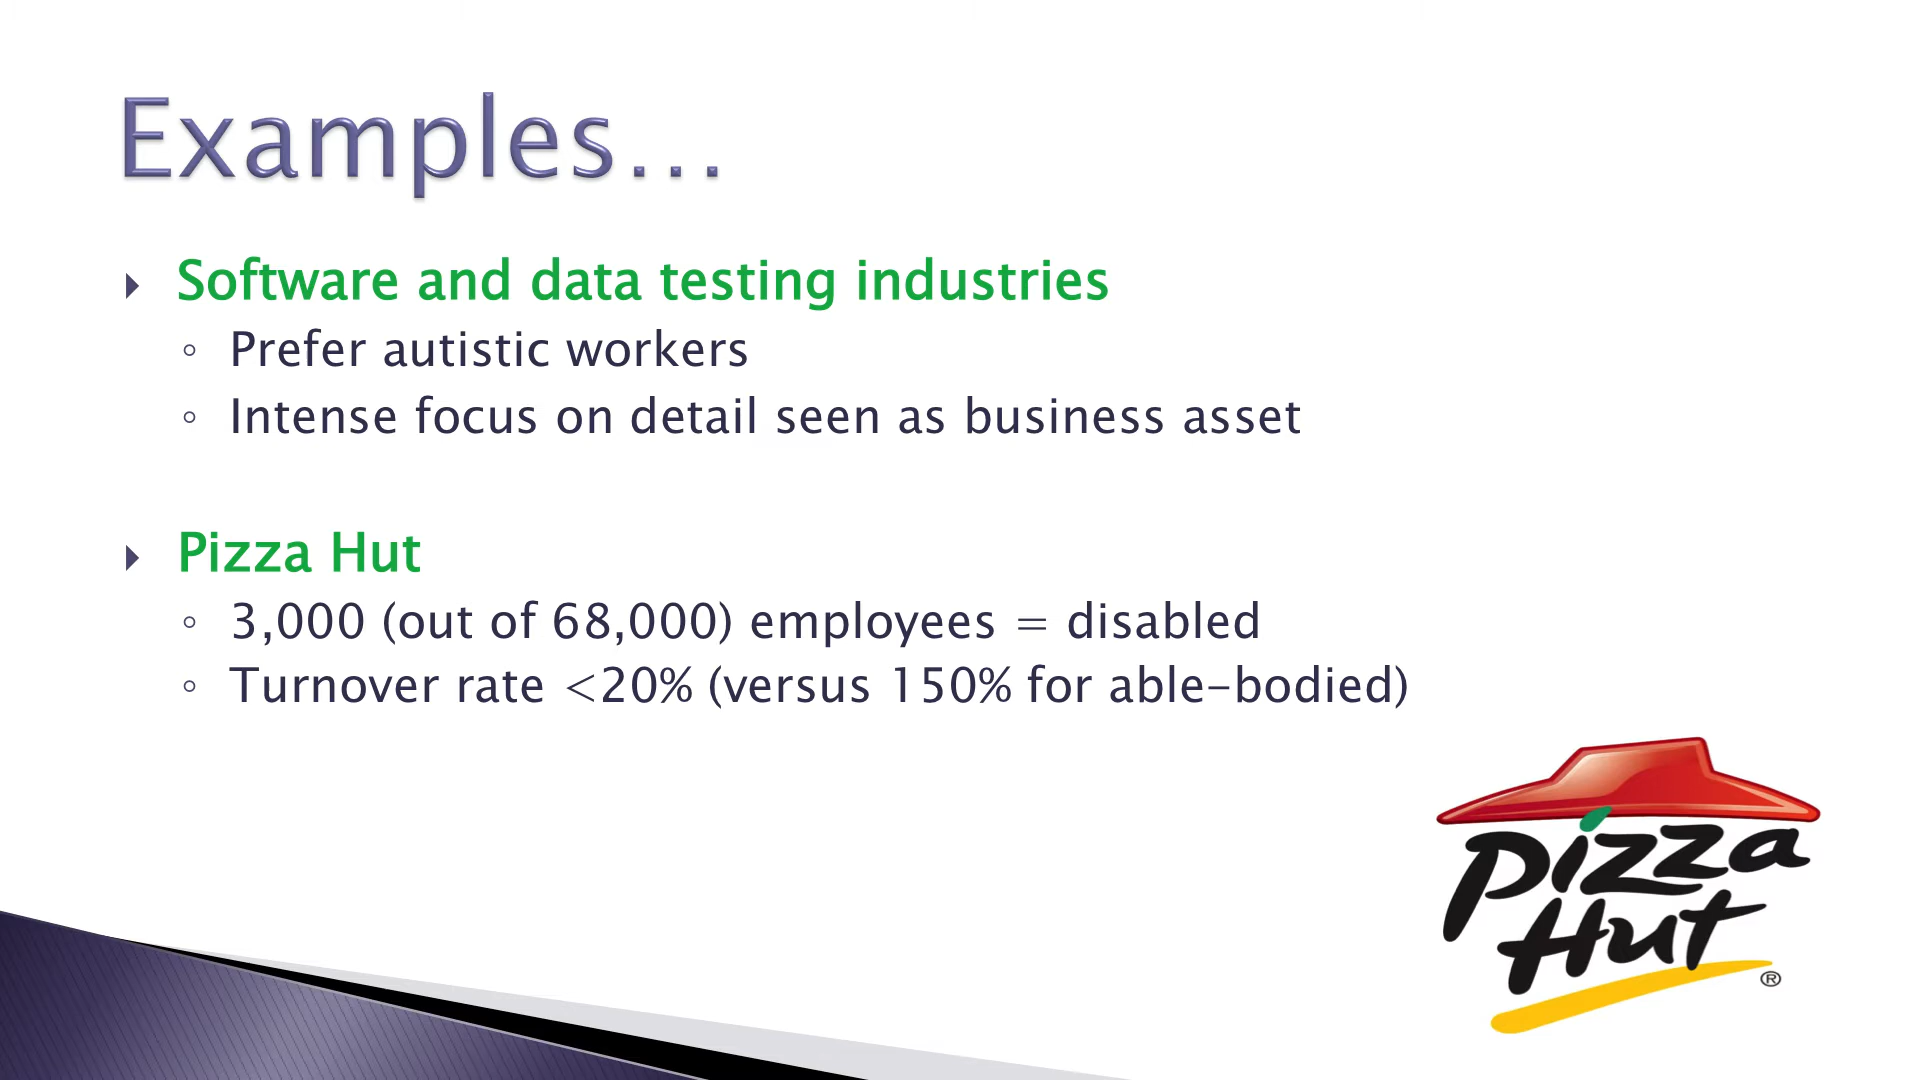 Examples…
Software and data testing industries
Prefer autistic workers
Intense focus on detail seen as business asset
Pizza Hut
3,000 (out of 68,000) employees = disabled
Turnover rate <20% (versus 150% for able-bodied)
Pizza
Hut
®